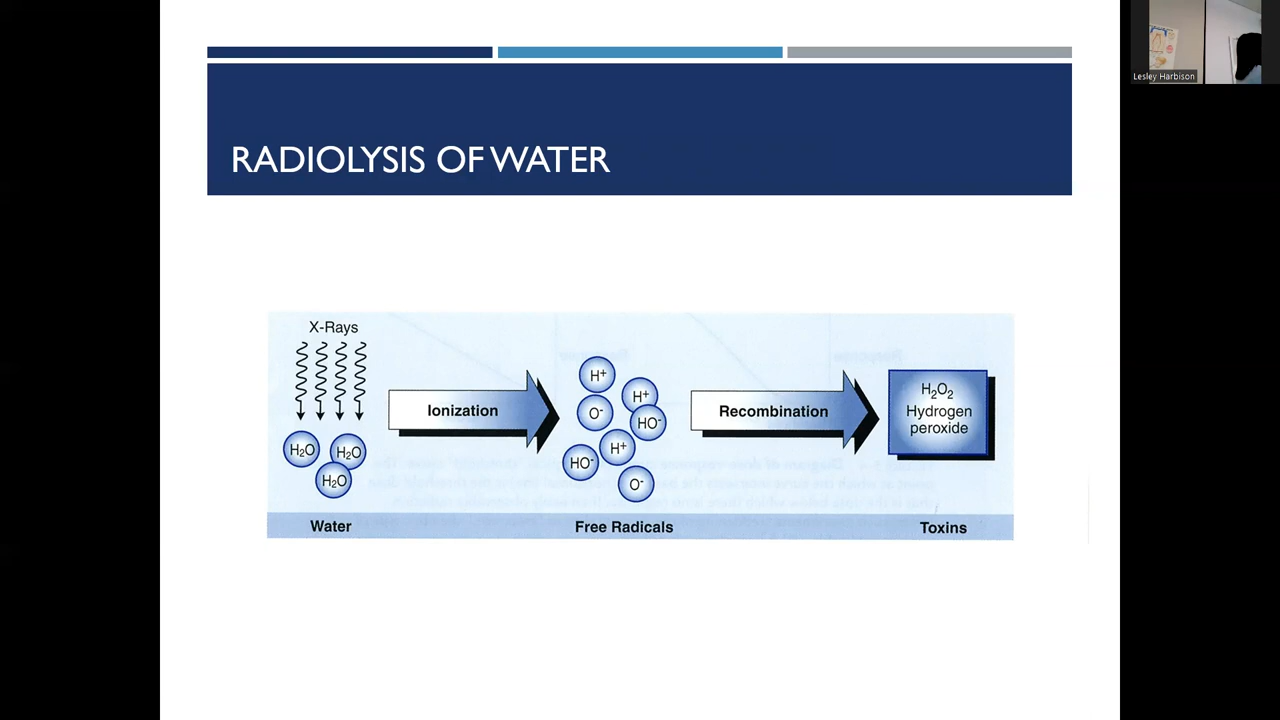 Lesley Harbison
RADIOLYSIS OF WATER
X-Rays
H₂O
H₂O
H₂O
Ionization
H⁺
H⁺
O⁻
HO⁻
H⁺
HO⁻
O⁻
Recombination
H₂O₂
Hydrogen
peroxide
Water
Free Radicals
Toxins